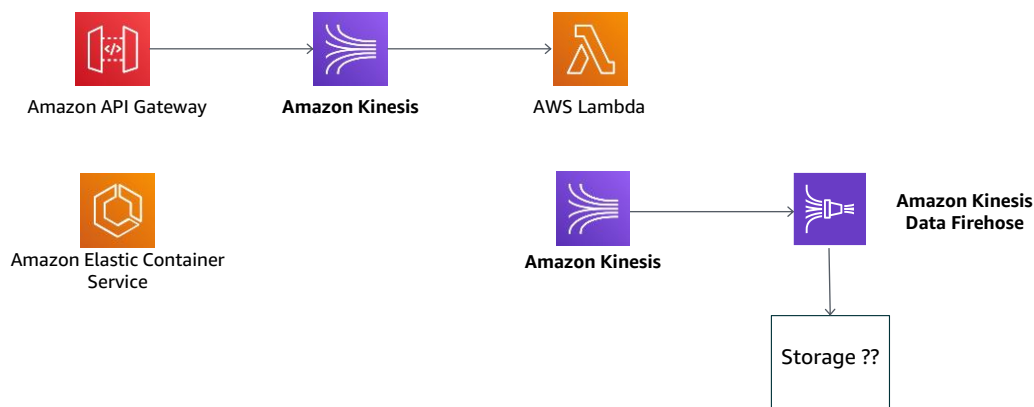 Amazon API Gateway
Amazon Kinesis
AWS Lambda
Amazon Elastic Container
Service
Amazon Kinesis
Amazon Kinesis
Data Firehose
Storage ??